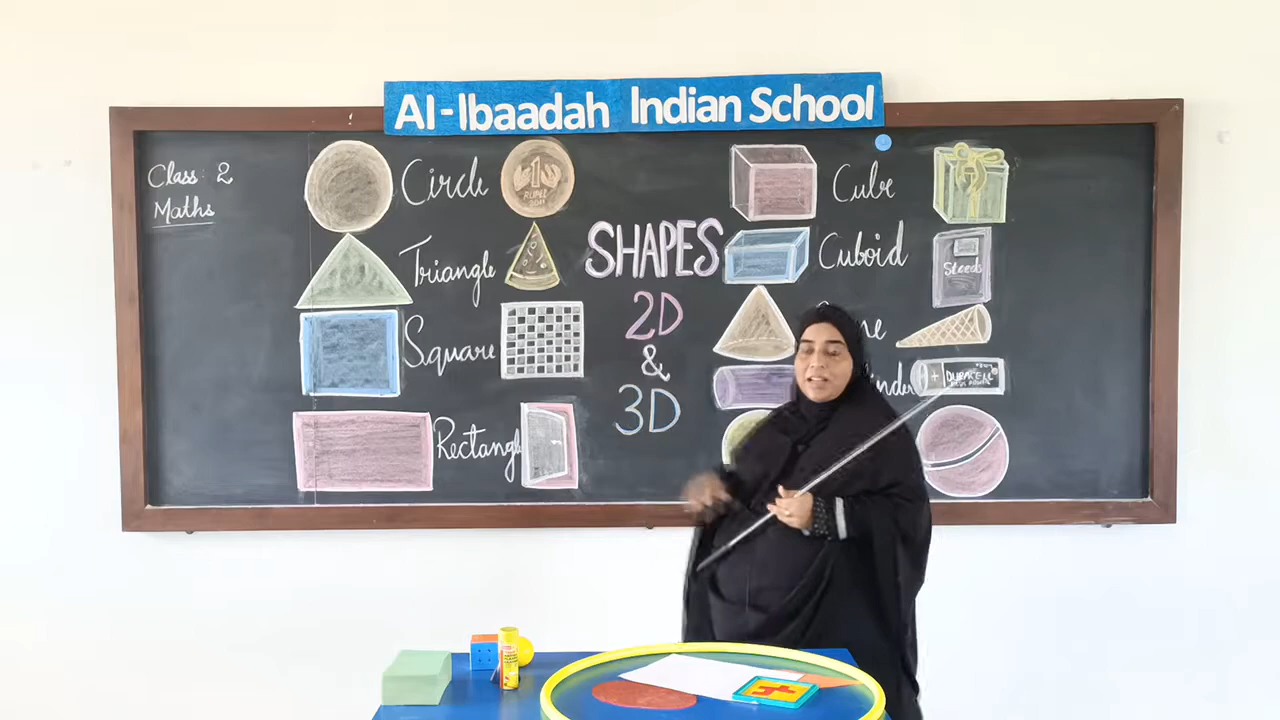 Al-Ibaadah Indian School
Class: 2
Maths
Circle
1
RUPEE
2011
Triangle
Square
Rectangle
SHAPES
2D
&
3D
Cube
Cuboid
Steeds
DURACELL